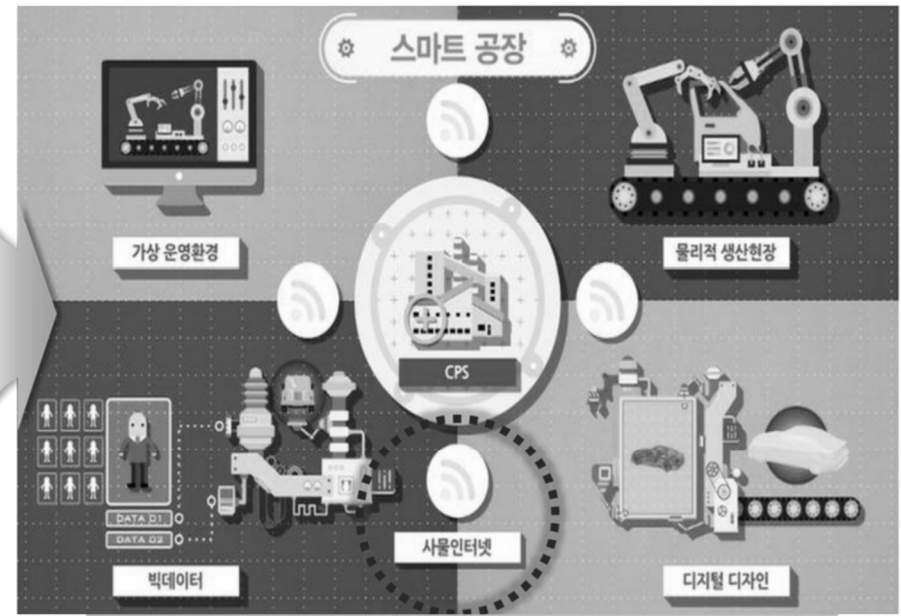 스마트 공장
가상 운영환경
물리적 생산현장
CPS
DATA 01
DATA 02
사물인터넷
빅데이터
디지털 디자인